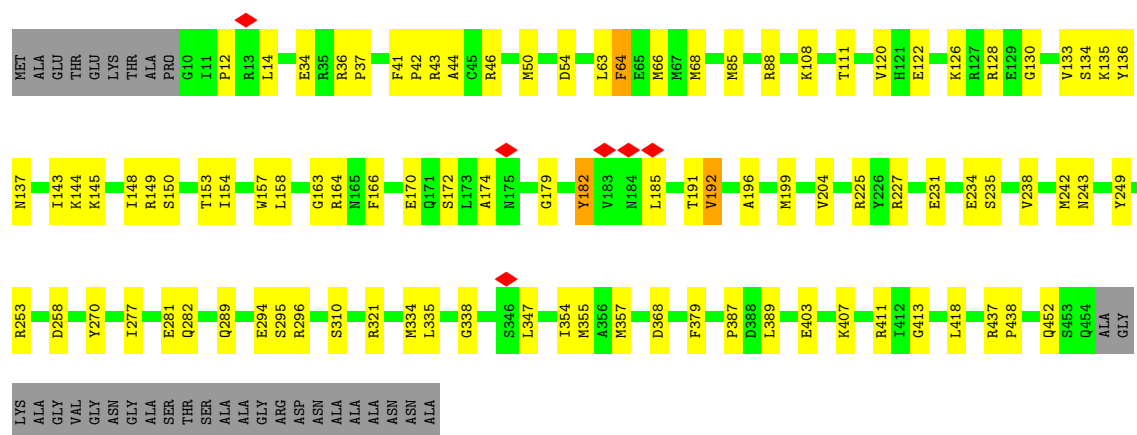 MET ALA GLU THR GLU LYS THR ALA PRO G10 I11 P12 R13 L14 E34 R35 R36 P37 F41 P42 R43 A44 C45 R46 M50 D54 L63 F64 E65 M66 M67 M68 M85 R88 K108 T111 V120 H121 E122 K126 R127 R128 E129 G130 V133 S134 K135 Y136
N137 I143 K144 K145 I148 R149 S150 T153 I154 W157 L158 G163 R164 N165 F166 E170 Q171 S172 L173 A174 N175 G179 Y182 V183 N184 L185 T191 V192 A196 M199 V204 R225 Y226 R227 E231 E234 S235 V238 M242 N243 Y249
R253 D258 Y270 I277 E281 Q282 Q289 E294 S295 R296 S310 R321 M334 L335 G338 S346 L347 I354 M355 A356 M357 D368 F379 P387 D388 L389 E403 K407 R411 I412 G413 L418 R437 P438 Q452 S453 Q454 ALA GLY
LYS ALA GLY VAL GLY ASN GLY ALA SER THR SER ALA ALA GLY ARG ASP ASN ALA ALA ALA ASN ASN ALA